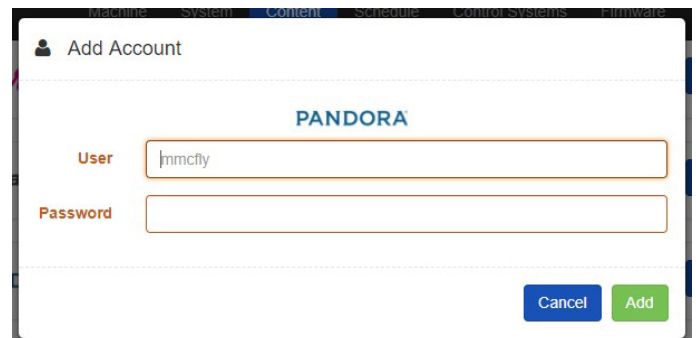 Machine System Content Schedule Control Systems Firmware
Add Account
PANDORA
User mmcfly
Password
Cancel Add